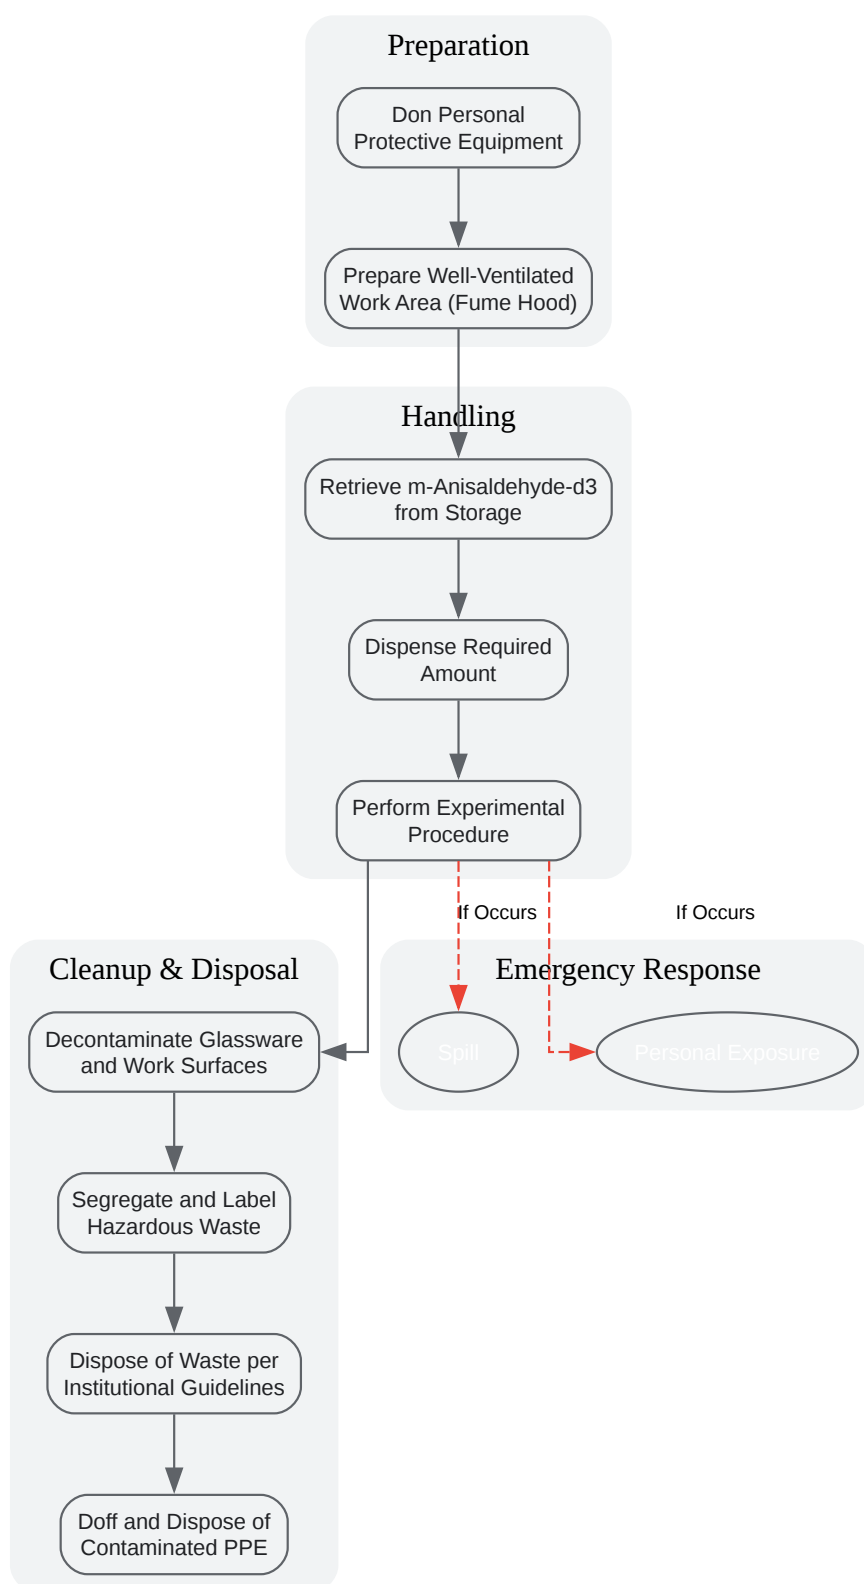 Preparation
Don Personal
Protective Equipment
Prepare Well-Ventilated
Work Area (Fume Hood)
Handling
Retrieve m-Anisaldehyde-d3
from Storage
Dispense Required
Amount
Perform Experimental
Procedure
If Occurs
If Occurs
Cleanup & Disposal
Decontaminate Glassware
and Work Surfaces
Segregate and Label
Hazardous Waste
Dispose of Waste per
Institutional Guidelines
Doff and Dispose of
Contaminated PPE
Emergency Response
Spill
Personal Exposure